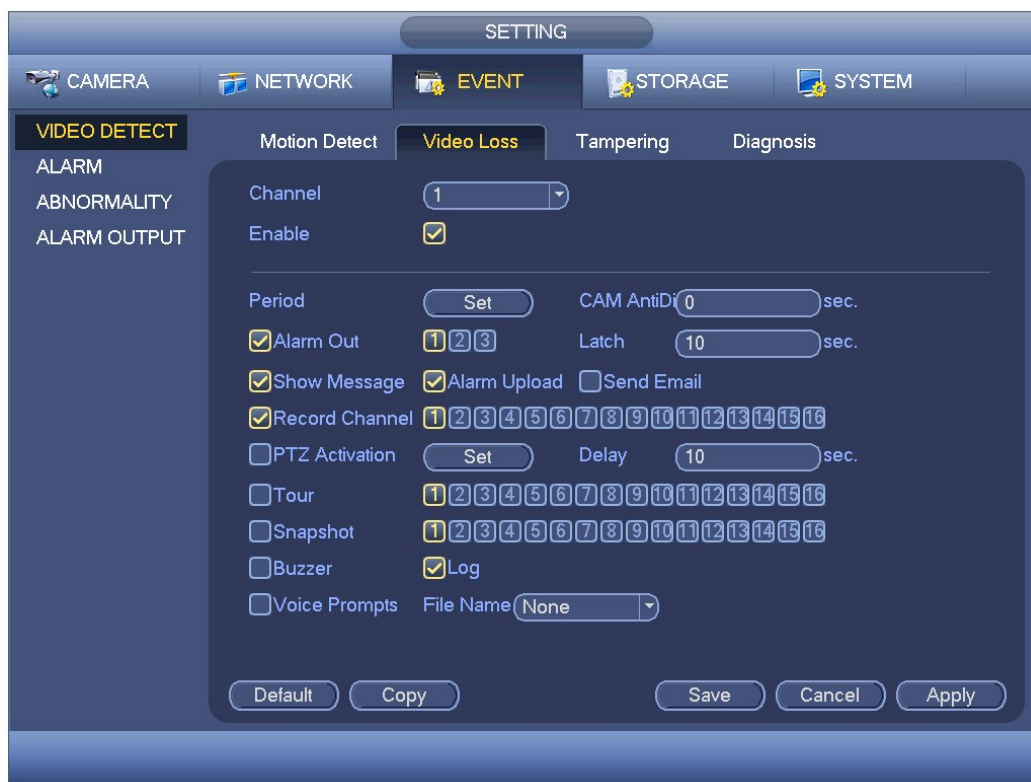 SETTING
CAMERA NETWORK EVENT STORAGE SYSTEM
VIDEO DETECT
ALARM
ABNORMALITY
ALARM OUTPUT
Motion Detect Video Loss Tampering Diagnosis
Channel 1
Enable
Period Set CAM AntiDi 0 sec.
Alarm Out 1 2 3 Latch 10 sec.
Show Message Alarm Upload Send Email
Record Channel 1 2 3 4 5 6 7 8 9 10 11 12 13 14 15 16
PTZ Activation Set Delay 10 sec.
Tour 1 2 3 4 5 6 7 8 9 10 11 12 13 14 15 16
Snapshot 1 2 3 4 5 6 7 8 9 10 11 12 13 14 15 16
Buzzer Log
Voice Prompts File Name None
Default Copy Save Cancel Apply